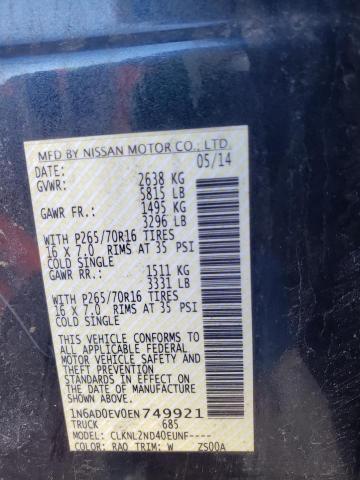 MFD BY NISSAN MOTOR CO., LTD.
DATE: 05/14
GVWR: 2638 KG
5815 LB
GAWR FR.: 1495 KG
3296 LB
WITH P265/70R16 TIRES
16 X 7.0 RIMS AT 35 PSI
COLD SINGLE
GAWR RR.: 1511 KG
3331 LB
WITH P265/70R16 TIRES
16 X 7.0 RIMS AT 35 PSI
COLD SINGLE
THIS VEHICLE CONFORMS TO
ALL APPLICABLE FEDERAL
MOTOR VEHICLE SAFETY AND
THEFT PREVENTION
STANDARDS IN EFFECT ON
THE DATE OF MANUFACTURE
SHOWN ABOVE.
1N6AD0EV0EN749921
TRUCK 685
MODEL: CLKNL2ND40EUNF----
COLOR: RAQ TRIM: W ZS00A